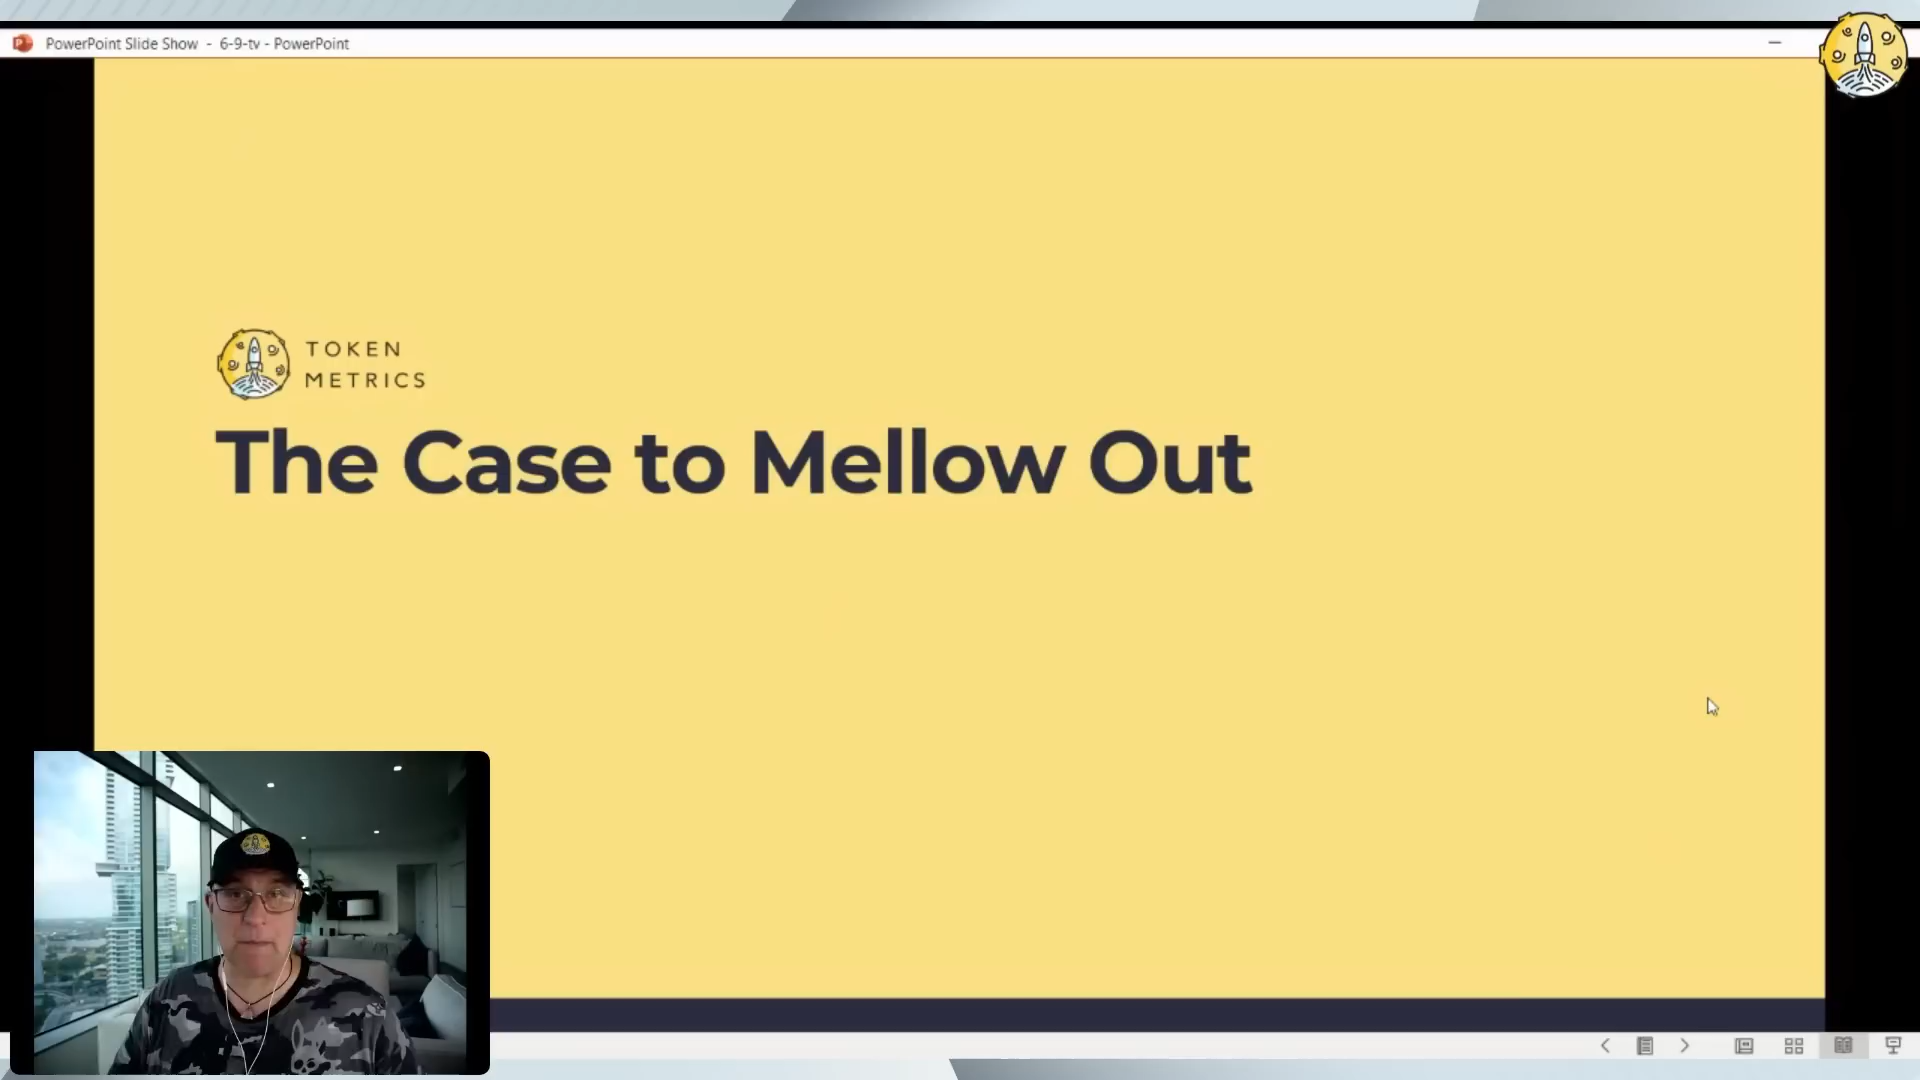 PowerPoint Slide Show - 6-9-tv - PowerPoint
TOKEN
METRICS
The Case to Mellow Out